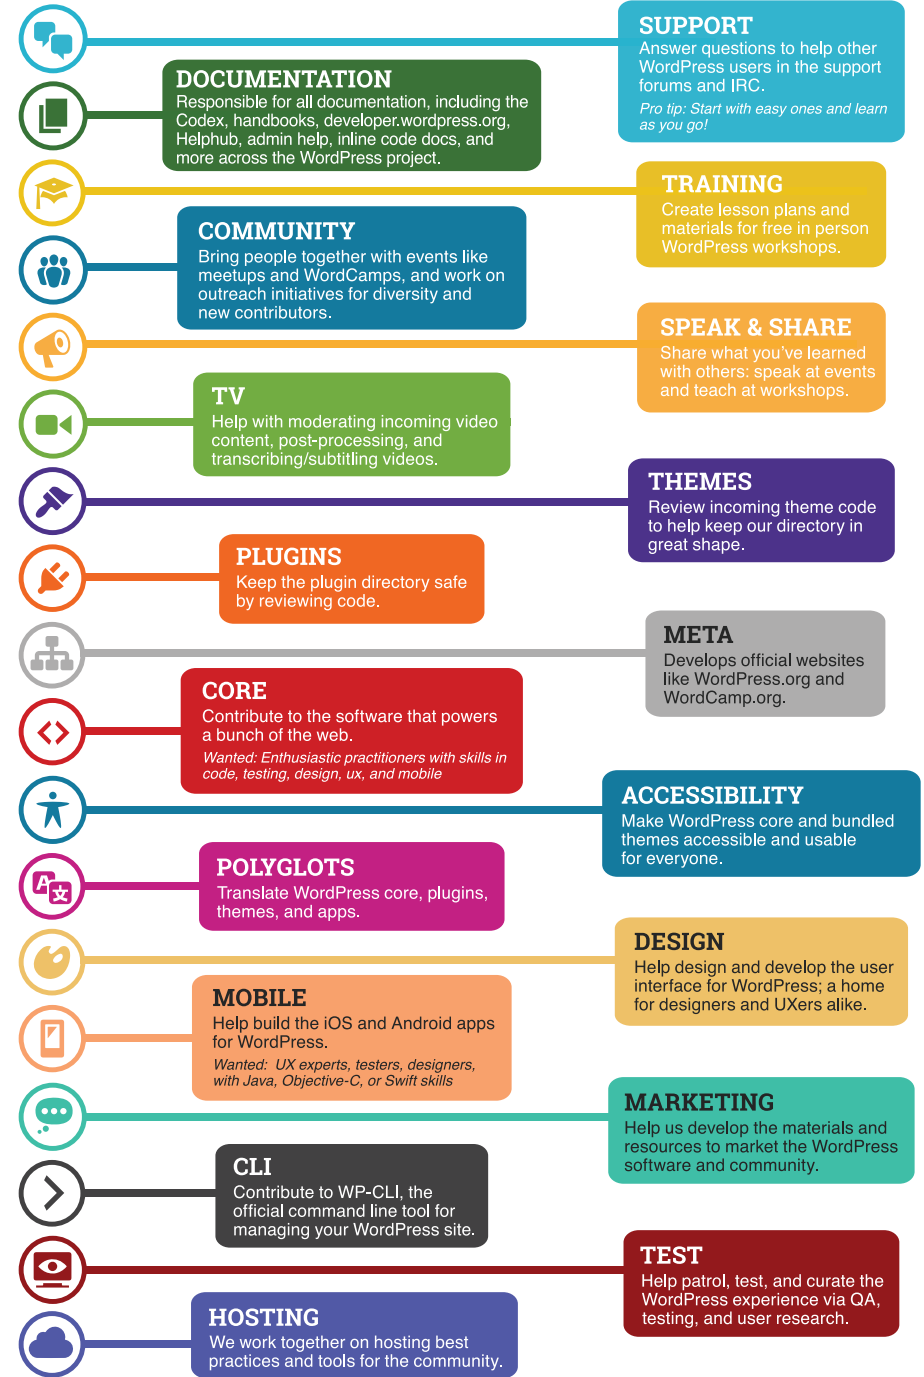 SUPPORT
Answer questions to help other
WordPress users in the support
forums and IRC.
Pro tip: Start with easy ones and learn
as you go!
DOCUMENTATION
Responsible for all documentation, including the
Codex, handbooks, developer.wordpress.org,
Helphub, admin help, inline code docs, and
more across the WordPress project.
TRAINING
Create lesson plans and
materials for free in person
WordPress workshops.
COMMUNITY
Bring people together with events like
meetups and WordCamps, and work on
outreach initiatives for diversity and
new contributors.
SPEAK & SHARE
Share what you've learned
with others: speak at events
and teach at workshops.
TV
Help with moderating incoming video
content, post-processing, and
transcribing/subtitling videos.
THEMES
Review incoming theme code
to help keep our directory in
great shape.
PLUGINS
Keep the plugin directory safe
by reviewing code.
META
Develops official websites
like WordPress.org and
WordCamp.org.
CORE
Contribute to the software that powers
a bunch of the web.
Wanted: Enthusiastic practitioners with skills in
code, testing, design, ux, and mobile
ACCESSIBILITY
Make WordPress core and bundled
themes accessible and usable
for everyone.
A 文
POLYGLOTS
Translate WordPress core, plugins,
themes, and apps.
DESIGN
Help design and develop the user
interface for WordPress; a home
for designers and UXers alike.
MOBILE
Help build the iOS and Android apps
for WordPress.
Wanted: UX experts, testers, designers,
with Java, Objective-C, or Swift skills
MARKETING
Help us develop the materials and
resources to market the WordPress
software and community.
CLI
Contribute to WP-CLI, the
official command line tool for
managing your WordPress site.
TEST
Help patrol, test, and curate the
WordPress experience via QA,
testing, and user research.
HOSTING
We work together on hosting best
practices and tools for the community.